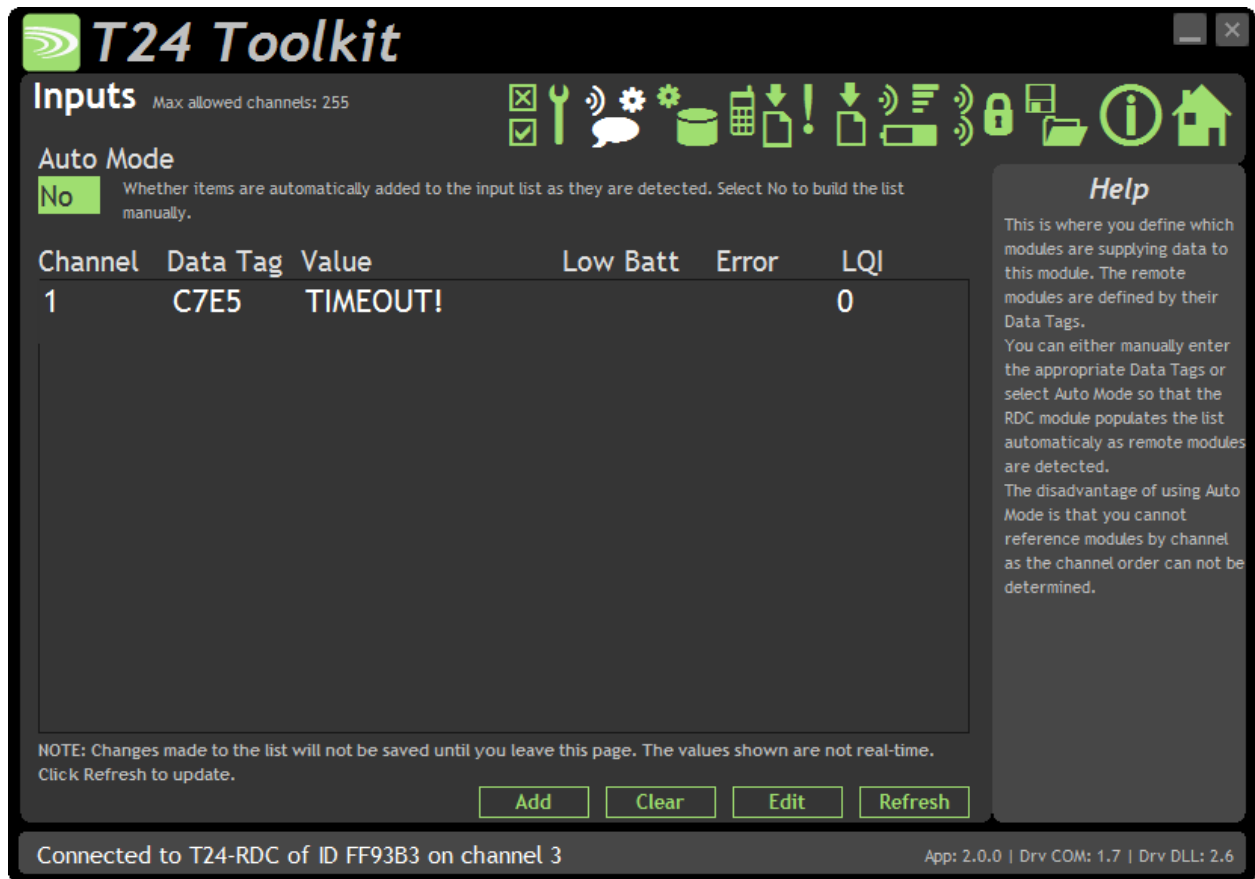 T24 Toolkit
Inputs Max allowed channels: 255
Auto Mode
No
Whether items are automatically added to the input list as they are detected. Select No to build the list
manually.
Channel Data Tag Value Low Batt Error LQI
1 C7E5 TIMEOUT! 0
NOTE: Changes made to the list will not be saved until you leave this page. The values shown are not real-time.
Click Refresh to update.
Add Clear Edit Refresh
Help
This is where you define which
modules are supplying data to
this module. The remote
modules are defined by their
Data Tags.
You can either manually enter
the appropriate Data Tags or
select Auto Mode so that the
RDC module populates the list
automaticaly as remote modules
are detected.
The disadvantage of using Auto
Mode is that you cannot
reference modules by channel
as the channel order can not be
determined.
Connected to T24-RDC of ID FF93B3 on channel 3
App: 2.0.0 | Drv COM: 1.7 | Drv DLL: 2.6